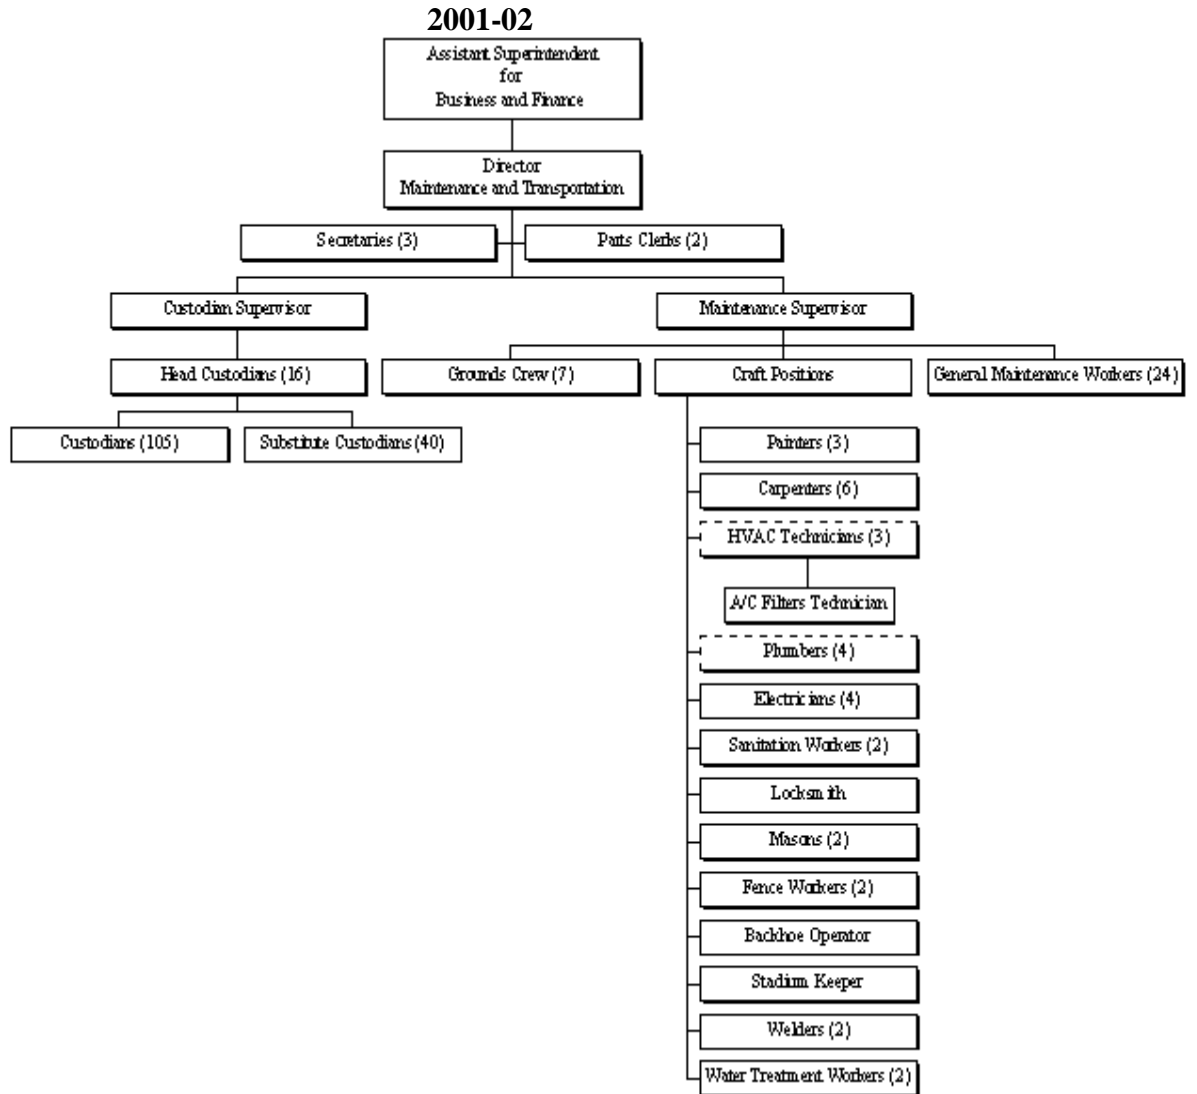 2001-02
Assistant Superintendent
for
Business and Finance
Director
Maintenance and Transportation
Secretaries (3)
Parts Clerks (2)
Custodian Supervisor
Maintenance Supervisor
Head Custodians (16)
Grounds Crew (7)
Craft Positions
General Maintenance Workers (24)
Custodians (105)
Substitute Custodians (40)
Painters (3)
Carpenters (6)
HVAC Technicians (3)
A/C Filters Technician
Plumbers (4)
Electricians (4)
Sanitation Workers (2)
Locksmith
Masons (2)
Fence Workers (2)
Backhoe Operator
Stadium Keeper
Welders (2)
Water Treatment Workers (2)